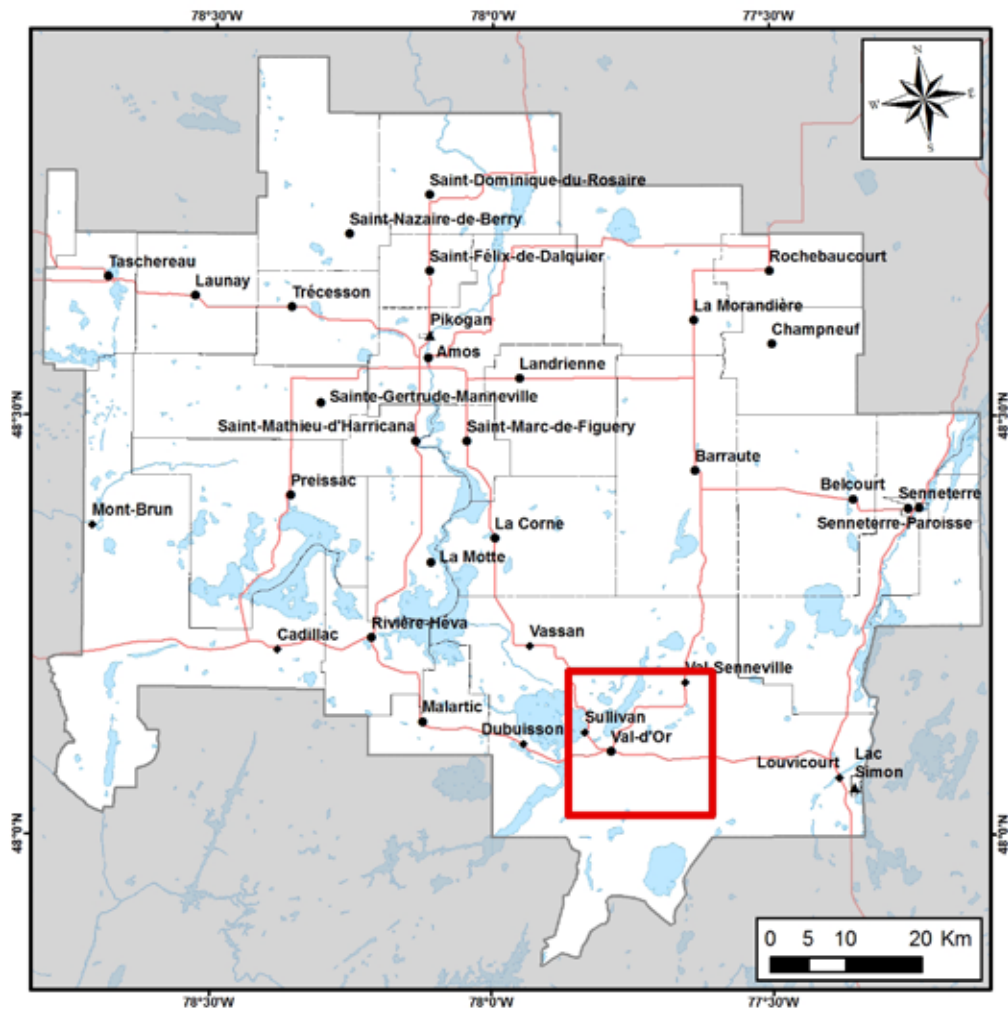 78°30'W 78°0'W 77°30'W
N
W E
S
Saint-Dominique-du-Rosaire
Saint-Nazaire-de-Berry
Saint-Félix-de-Dalquier
Rochebaucourt
Taschereau
Launay
Trécesson
La Morandière
Pikogan
Champneuf
Amos
Landrienne
Sainte-Gertrude-Manneville
48°30'N 48°30'N
Saint-Mathieu-d'Harricana
Saint-Marc-de-Figuery
Barraute
Preissac
Belcourt
Senneterre
Mont-Brun
Senneterre-Paroisse
La Corne
La Motte
Rivière-Héva
Cadillac
Vassan
Val-Senneville
Malartic
Sullivan
Dubuisson
Val-d'Or
Louvicourt
Lac
Simon
48°0'N 48°0'N
0 5 10 20 Km
78°30'W 78°0'W 77°30'W